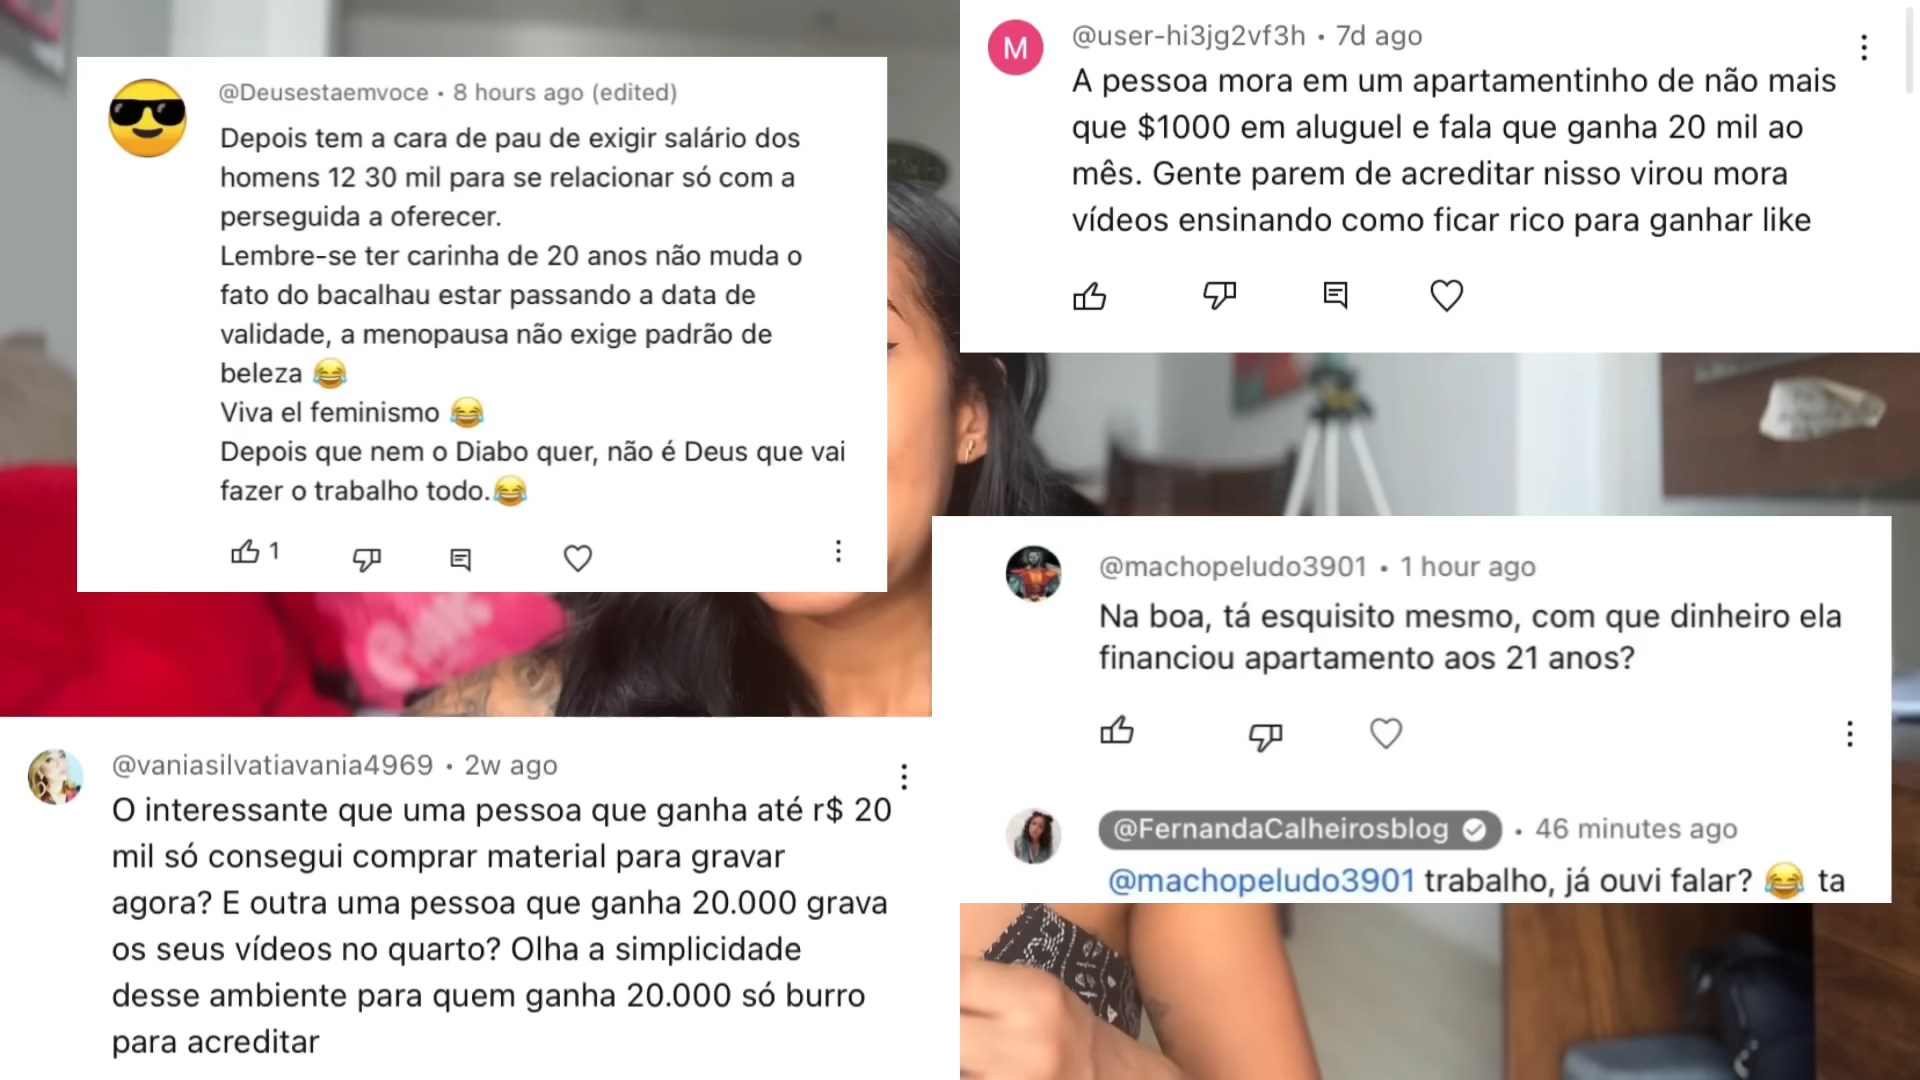 @Deusestaemvoce • 8 hours ago (edited)
Depois tem a cara de pau de exigir salário dos
homens 12 30 mil para se relacionar só com a
perseguida a oferecer.
Lembre-se ter carinha de 20 anos não muda o
fato do bacalhau estar passando a data de
validade, a menopausa não exige padrão de
beleza 😂
Viva el feminismo 😂
Depois que nem o Diabo quer, não é Deus que vai
fazer o trabalho todo.😂
1
M
@user-hi3jg2vf3h • 7d ago
A pessoa mora em um apartamentinho de não mais
que $1000 em aluguel e fala que ganha 20 mil ao
mês. Gente parem de acreditar nisso virou mora
vídeos ensinando como ficar rico para ganhar like
@vaniasilvatiavania4969 • 2w ago
O interessante que uma pessoa que ganha até r$ 20
mil só consegui comprar material para gravar
agora? E outra uma pessoa que ganha 20.000 grava
os seus vídeos no quarto? Olha a simplicidade
desse ambiente para quem ganha 20.000 só burro
para acreditar
@machopeludo3901 • 1 hour ago
Na boa, tá esquisito mesmo, com que dinheiro ela
financiou apartamento aos 21 anos?
@FernandaCalheirosblog • 46 minutes ago
@machopeludo3901 trabalho, já ouvi falar? 😂 ta